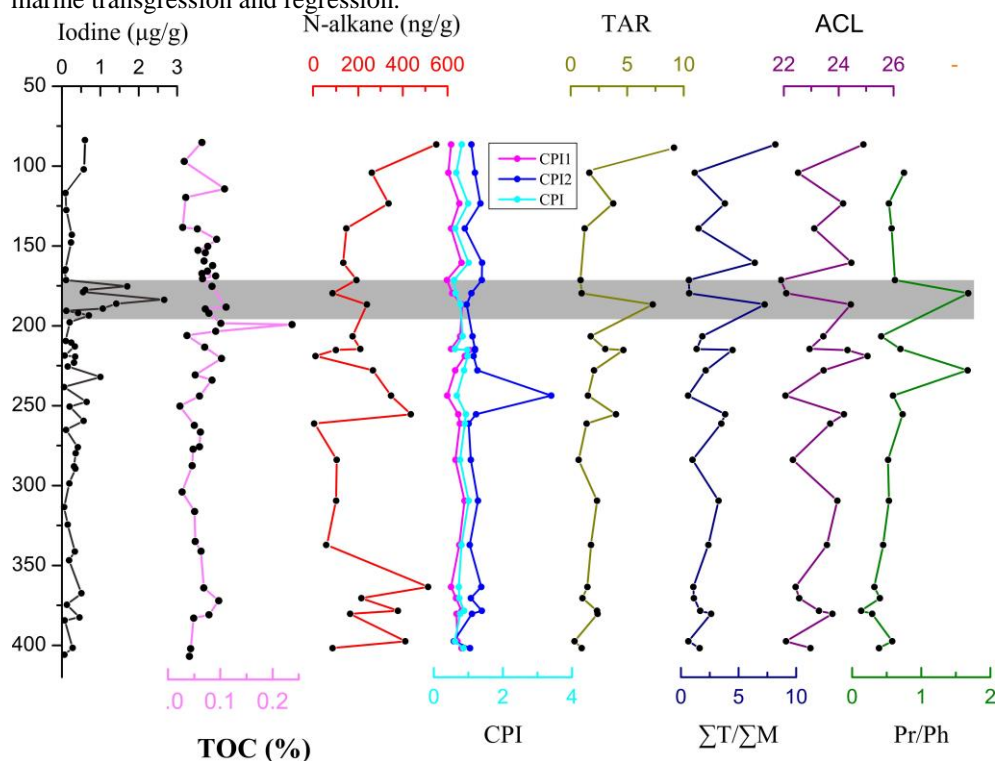 marine transgression and regression.
Iodine (μg/g) N-alkane (ng/g) TAR ACL
0 3 0 200 400 600 0 5 10 22 24 26 -
50
100
150
200
250
300
350
400
CPI1
CPI2
CPI
.0 0.1 0.2 0 2 4 0 5 10 0 1 2
TOC (%) CPI ∑T/∑M Pr/Ph